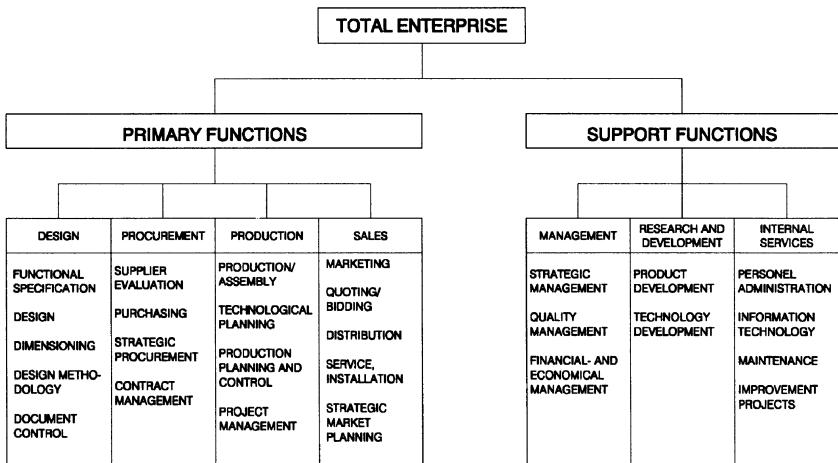 TOTAL ENTERPRISE
PRIMARY FUNCTIONS
SUPPORT FUNCTIONS
DESIGN
FUNCTIONAL
SPECIFICATION
DESIGN
DIMENSIONING
DESIGN METHO-
DOLOGY
DOCUMENT
CONTROL
PROCUREMENT
SUPPLIER
EVALUATION
PURCHASING
STRATEGIC
PROCUREMENT
CONTRACT
MANAGEMENT
PRODUCTION
PRODUCTION/
ASSEMBLY
TECHNOLOGICAL
PLANNING
PRODUCTION
PLANNING AND
CONTROL
PROJECT
MANAGEMENT
SALES
MARKETING
QUOTING/
BIDDING
DISTRIBUTION
SERVICE,
INSTALLATION
STRATEGIC
MARKET
PLANNING
MANAGEMENT
STRATEGIC
MANAGEMENT
QUALITY
MANAGEMENT
FINANCIAL- AND
ECONOMICAL
MANAGEMENT
RESEARCH AND
DEVELOPMENT
PRODUCT
DEVELOPMENT
TECHNOLOGY
DEVELOPMENT
INTERNAL
SERVICES
PERSONEL
ADMINISTRATION
INFORMATION
TECHNOLOGY
MAINTENANCE
IMPROVEMENT
PROJECTS